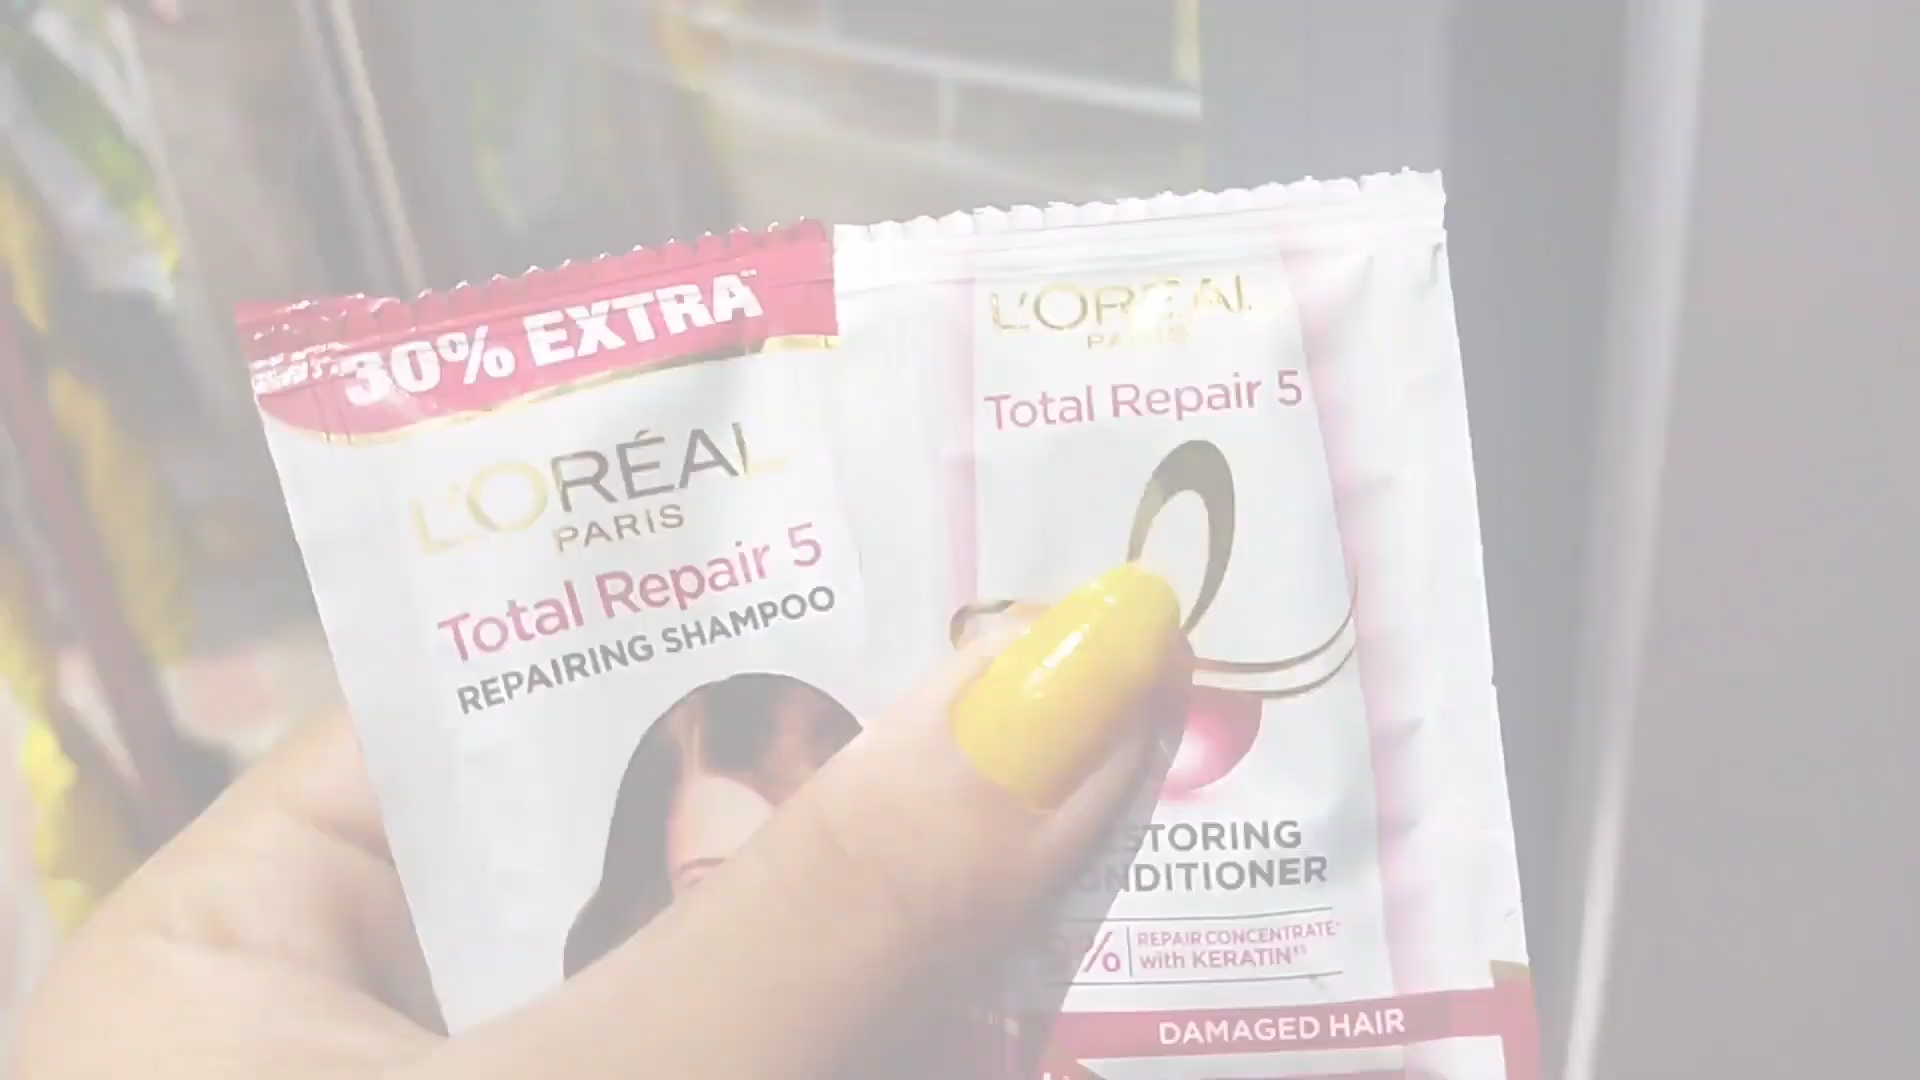 30% EXTRA
L'ORÉAL
PARIS
Total Repair 5
REPAIRING SHAMPOO
L'ORÉAL
PARIS
Total Repair 5
STORING
NDITIONER
%
REPAIR CONCENTRATE*
with KERATIN
DAMAGED HAIR